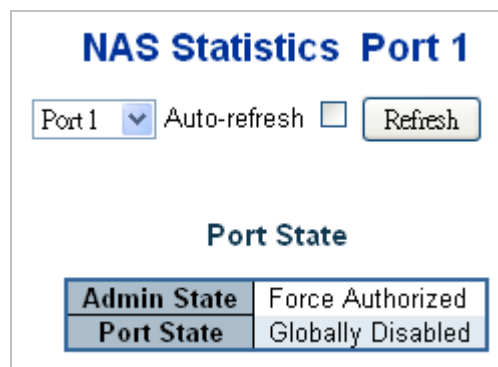 NAS Statistics Port 1
Port 1 Auto-refresh Refresh
Port State
Admin State Force Authorized
Port State Globally Disabled